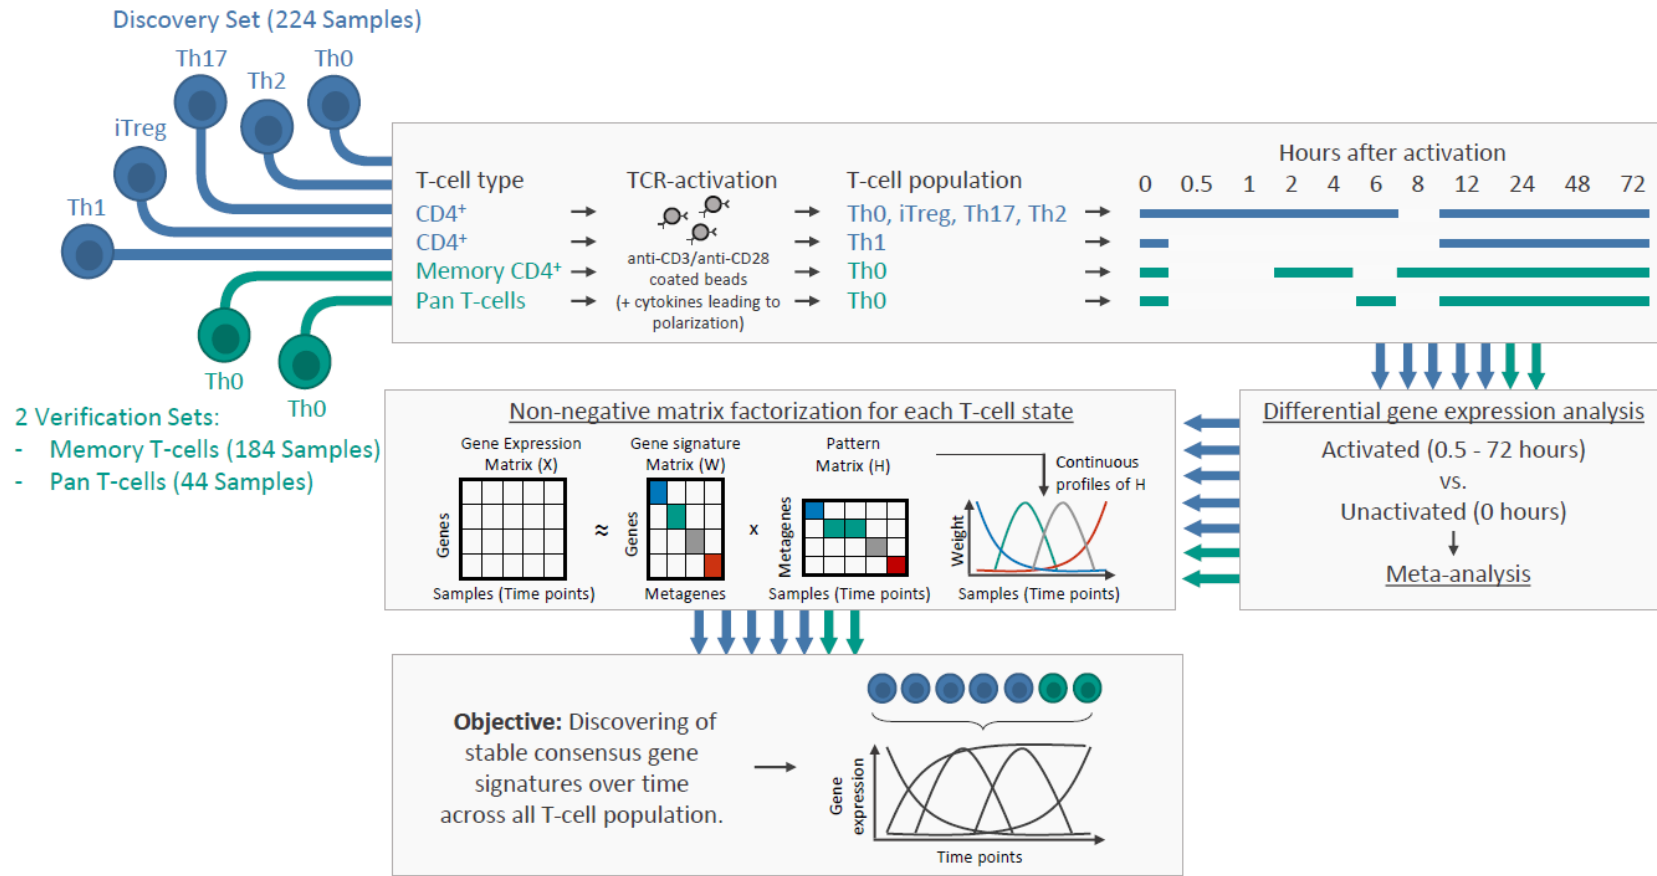 Discovery Set (224 Samples)
Th17
Th0
Th2
iTreg
Th1
Th0
Th0
2 Verification Sets:
- Memory T-cells (184 Samples)
- Pan T-cells (44 Samples)
Hours after activation
T-cell type
TCR-activation
T-cell population
0 0.5 1 2 4 6 8 12 24 48 72
CD4+
Th0, iTreg, Th17, Th2
CD4+
Th1
Memory CD4+
Th0
Pan T-cells
Th0
anti-CD3/anti-CD28
coated beads
(+ cytokines leading to
polarization)
Non-negative matrix factorization for each T-cell state
Gene Expression
Matrix (X)
Genes
Samples (Time points)
≈
Gene signature
Matrix (W)
Genes
Metagenes
x
Pattern
Matrix (H)
Metagenes
Samples (Time points)
Continuous
profiles of H
Weight
Samples (Time points)
Differential gene expression analysis
Activated (0.5 - 72 hours)
vs.
Unactivated (0 hours)
Meta-analysis
Objective: Discovering of
stable consensus gene
signatures over time
across all T-cell population.
Gene
expression
Time points